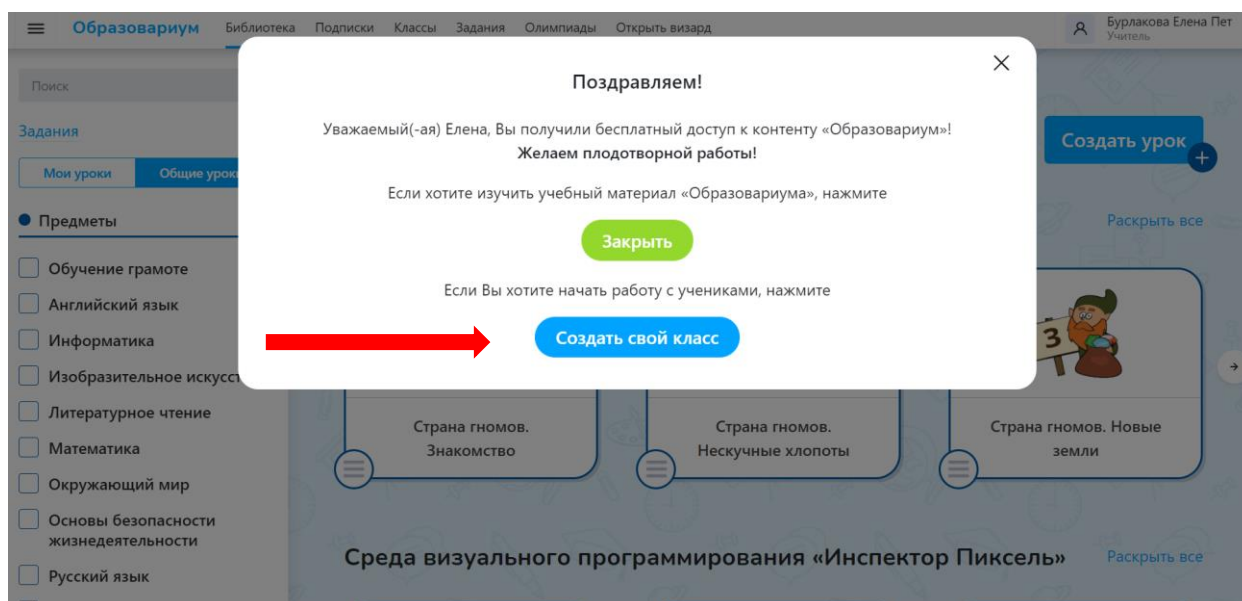 Образовариум Библиотека Подписки Классы Задания Олимпиады Открыть визард
Бурлакова Елена Пет
Учитель
Поиск
Задания
Мои уроки Общие уроки
Предметы
Обучение грамоте
Английский язык
Информатика
Изобразительное искусст
Литературное чтение
Математика
Окружающий мир
Основы безопасности
жизнедеятельности
Русский язык
Поздравляем!
Уважаемый(-ая) Елена, Вы получили бесплатный доступ к контенту «Образовариум»!
Желаем плодотворной работы!
Если хотите изучить учебный материал «Образовариума», нажмите
Закрыть
Если Вы хотите начать работу с учениками, нажмите
Создать свой класс
Создать урок
+
Раскрыть все
3
Страна гномов.
Знакомство
Страна гномов.
Нескучные хлопоты
Страна гномов. Новые
земли
Среда визуального программирования «Инспектор Пиксель»
Раскрыть все